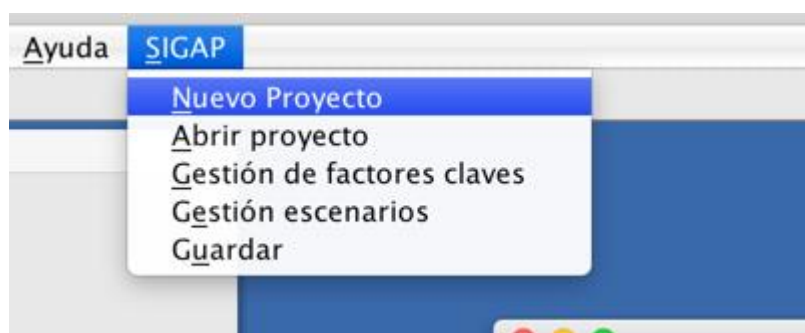 Ayuda SIGAP
Nuevo Proyecto
Abrir proyecto
Gestión de factores claves
Gestión escenarios
Guardar